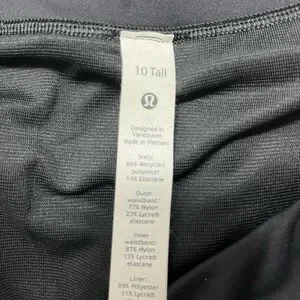 10 Tall
Designed in
Vancouver
Made in Vietnam
Body:
86% Recycled
polyester
14% Elastane
Outer
waistband:
77% Nylon
23% Lycra®
elastane
Inner
waistband:
87% Nylon
13% Lycra®
elastane
Liner:
89% Polyester
11% Lycra®